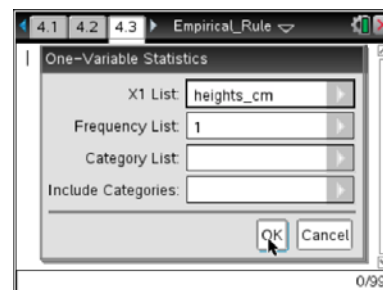 4.1 4.2 4.3 Empirical_Rule
One-Variable Statistics
X1 List: heights_cm
Frequency List: 1
Category List:
Include Categories:
OK Cancel
0/99